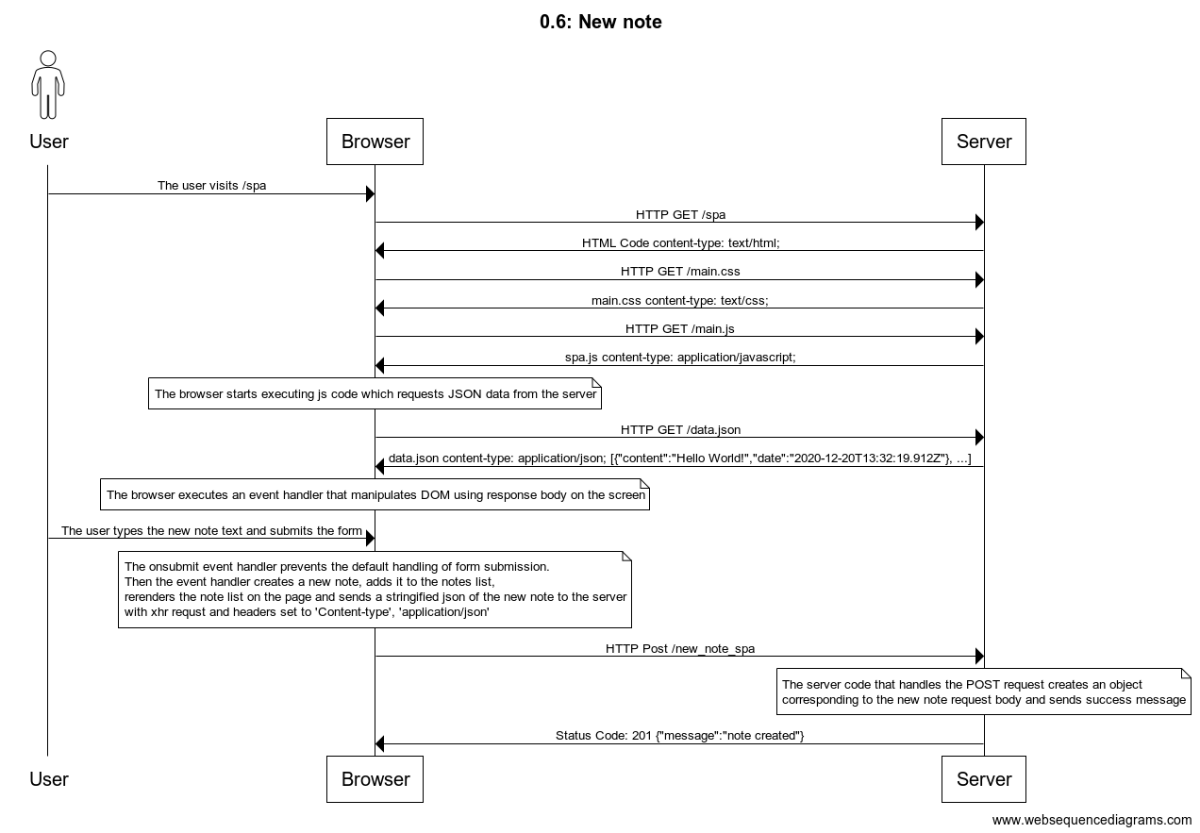 0.6: New note
User
Browser
Server
The user visits /spa
HTTP GET /spa
HTML Code content-type: text/html;
HTTP GET /main.css
main.css content-type: text/css;
HTTP GET /main.js
spa.js content-type: application/javascript;
The browser starts executing js code which requests JSON data from the server
HTTP GET /data.json
data.json content-type: application/json; [{"content":"Hello World!","date":"2020-12-20T13:32:19.912Z"}, ...]
The browser executes an event handler that manipulates DOM using response body on the screen
The user types the new note text and submits the form
The onsubmit event handler prevents the default handling of form submission.
Then the event handler creates a new note, adds it to the notes list,
rerenders the note list on the page and sends a stringified json of the new note to the server
with xhr requst and headers set to 'Content-type', 'application/json'
HTTP Post /new_note_spa
The server code that handles the POST request creates an object
corresponding to the new note request body and sends success message
Status Code: 201 {"message":"note created"}
User
Browser
Server
www.websequencediagrams.com